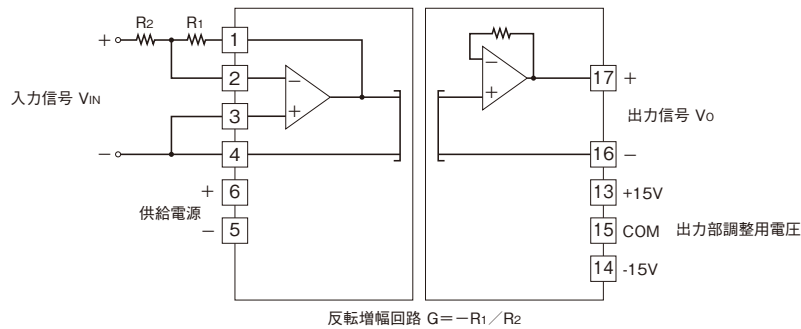 R2 R1
+ 1
2 −
入力信号 VIN
3 +
− 4
+ 6
供給電源
− 5
−
+
17 +
出力信号 VO
16 −
13 +15V
15 COM 出力部調整用電圧
14 -15V
反転増幅回路 G＝−R1／R2